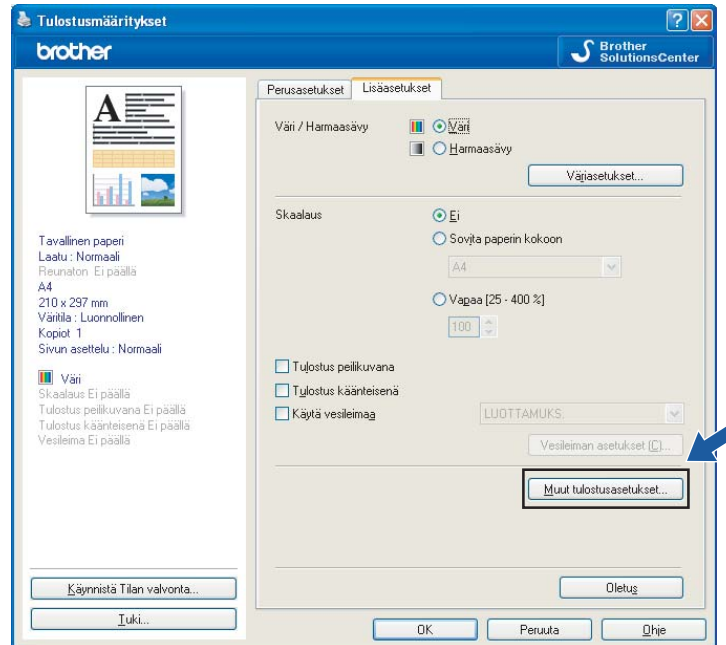 Tulostusmääritykset
brother
Brother
SolutionsCenter
A
Tavallinen paperi
Laatu : Normaali
Reunaton Ei päällä
A4
210 x 297 mm
Väritila : Luonnollinen
Kopiot 1
Sivun asettelu : Normaali
Väri
Skaalaus Ei päällä
Tulostus peilikuvana Ei päällä
Tulostus käänteisenä Ei päällä
Vesileima Ei päällä
Käynnistä Tilan valvonta...
Tuki...
Perusasetukset
Lisäasetukset
Väri / Harmaasävy
Väri
Harmaasävy
Väriasetukset...
Skaalaus
Ei
Sovita paperin kokoon
A4
Vapaa [25 - 400 %]
100
Tulostus peilikuvana
Tulostus käänteisenä
Käytä vesileimaa
LUOTTAMUKS.
Vesileiman asetukset (C)...
Muut tulostusasetukset...
Oletus
OK
Peruuta
Ohje